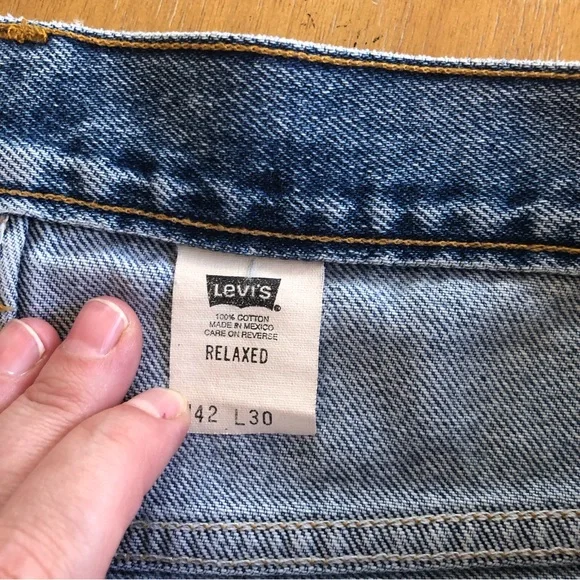 Levi's
100% COTTON
MADE IN MEXICO
CARE ON REVERSE
RELAXED
42 L30